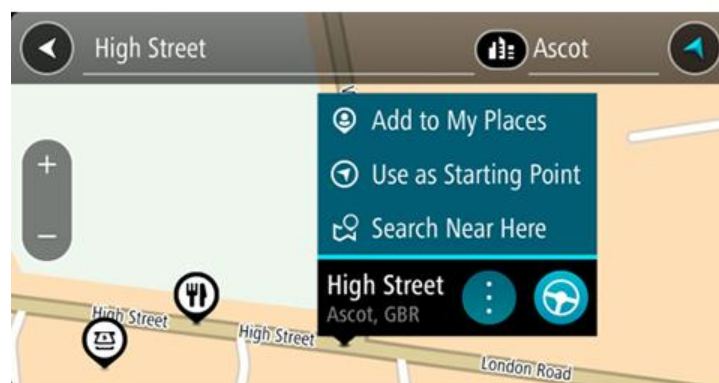 High Street
Ascot
Add to My Places
Use as Starting Point
Search Near Here
High Street
Ascot, GBR
High Street
High Street
London Road